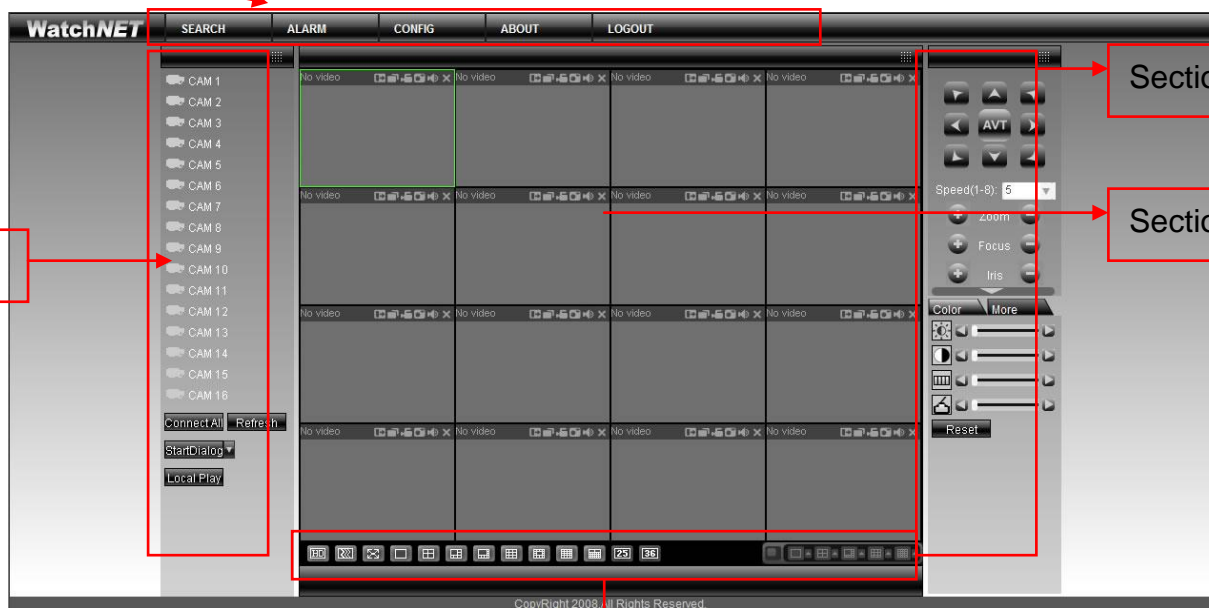 WatchNET SEARCH ALARM CONFIG ABOUT LOGOUT
CAM 1
CAM 2
CAM 3
CAM 4
CAM 5
CAM 6
CAM 7
CAM 8
CAM 9
CAM 10
CAM 11
CAM 12
CAM 13
CAM 14
CAM 15
CAM 16
Connect All Refresh
StartDialog
Local Play
No video No video No video No video
No video No video No video No video
No video No video No video No video
No video No video No video No video
HD 25 36
AVT
Speed(1-8): 5
Zoom
Focus
Iris
Color More
Reset
Sectio
Sectio
CopyRight 2008,All Rights Reserved.